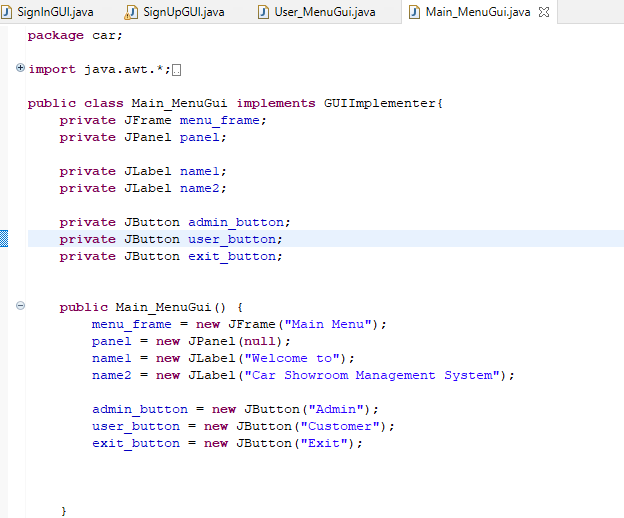 SignInGUI.java SignUpGUI.java User_MenuGui.java Main_MenuGui.java
package car;
import java.awt.*;
public class Main_MenuGui implements GUIImplementer{
private JFrame menu_frame;
private JPanel panel;
private JLabel name1;
private JLabel name2;
private JButton admin_button;
private JButton user_button;
private JButton exit_button;
public Main_MenuGui() {
menu_frame = new JFrame("Main Menu");
panel = new JPanel(null);
name1 = new JLabel("Welcome to");
name2 = new JLabel("Car Showroom Management System");
admin_button = new JButton("Admin");
user_button = new JButton("Customer");
exit_button = new JButton("Exit");
}